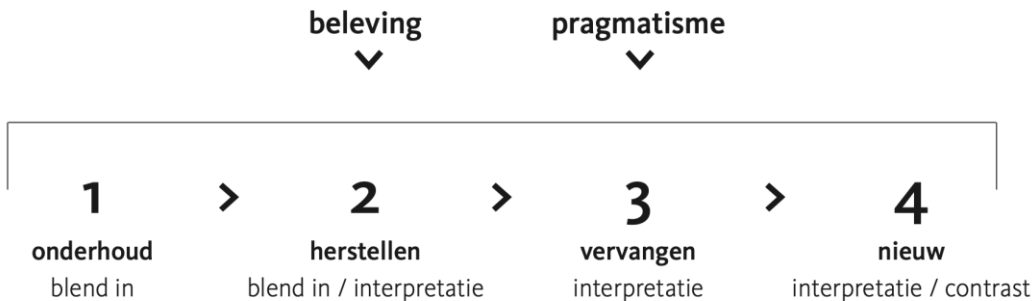 beleving pragmatisme
1 > 2 > 3 > 4
onderhoud herstellen vervangen nieuw
blend in blend in / interpretatie interpretatie interpretatie / contrast